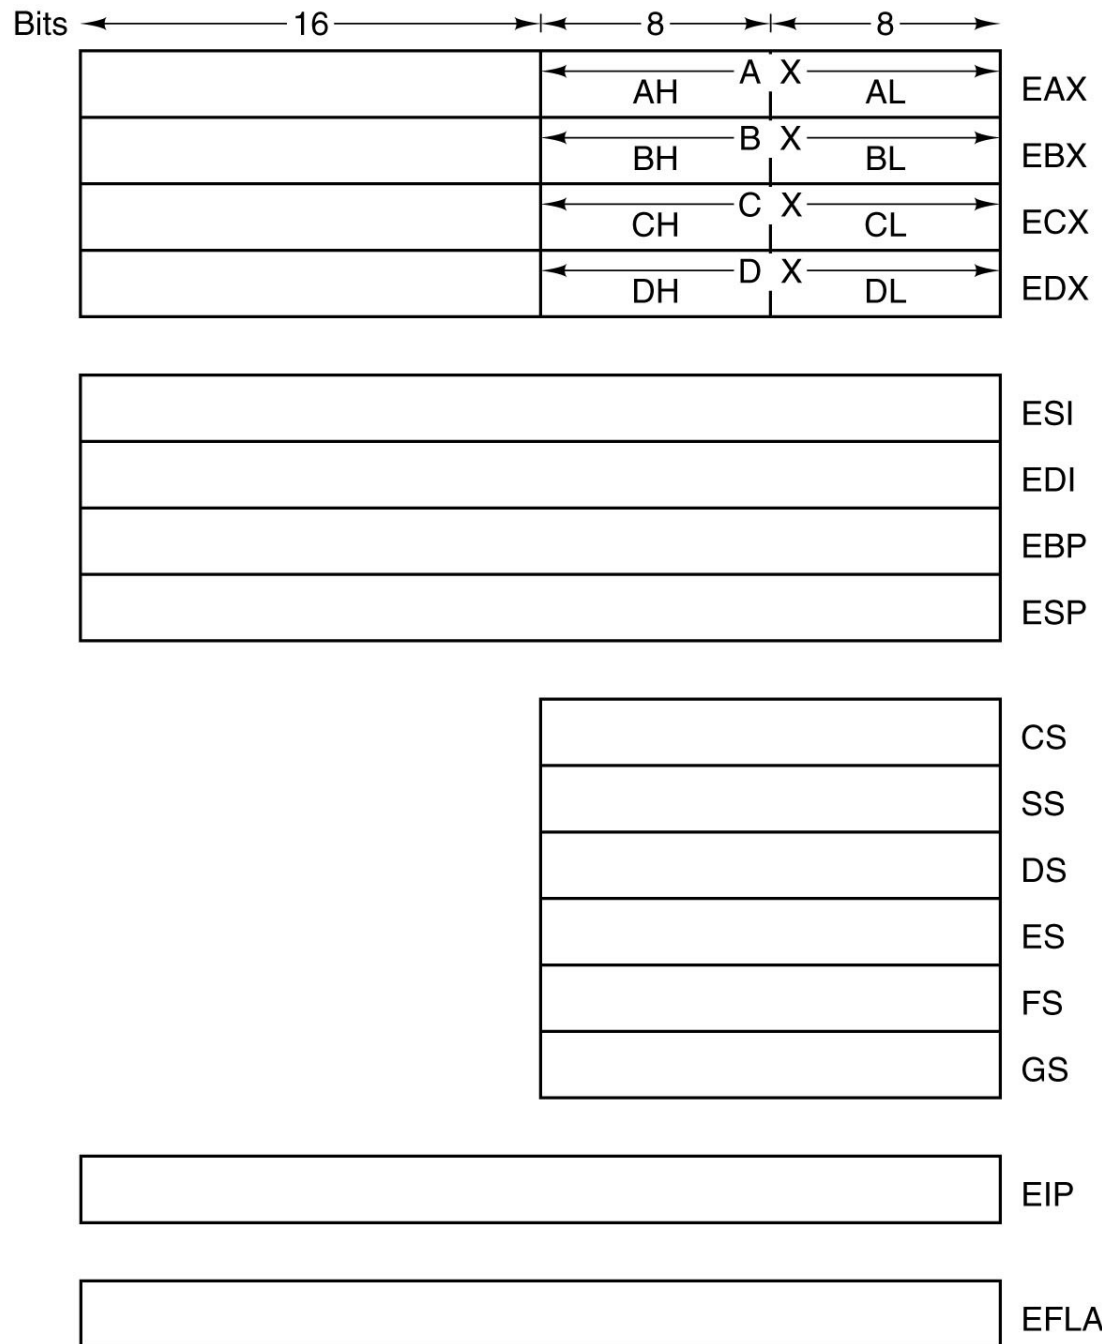 Bits 16 8 8
A X
AH AL EAX
B X
BH BL EBX
C X
CH CL ECX
D X
DH DL EDX
ESI
EDI
EBP
ESP
CS
SS
DS
ES
FS
GS
EIP
EFLA